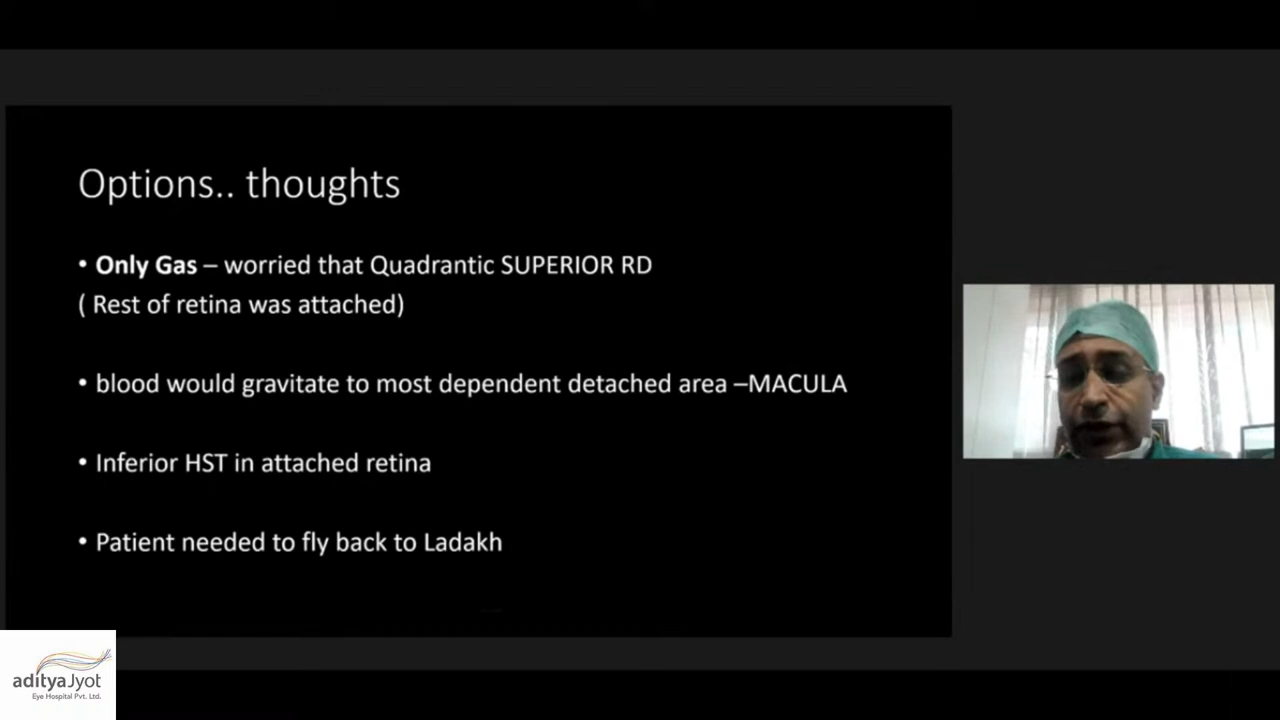 Options.. thoughts
• Only Gas – worried that Quadrantic SUPERIOR RD
( Rest of retina was attached)
• blood would gravitate to most dependent detached area –MACULA
• Inferior HST in attached retina
• Patient needed to fly back to Ladakh
adityaJyot
Eye Hospital Pvt. Ltd.